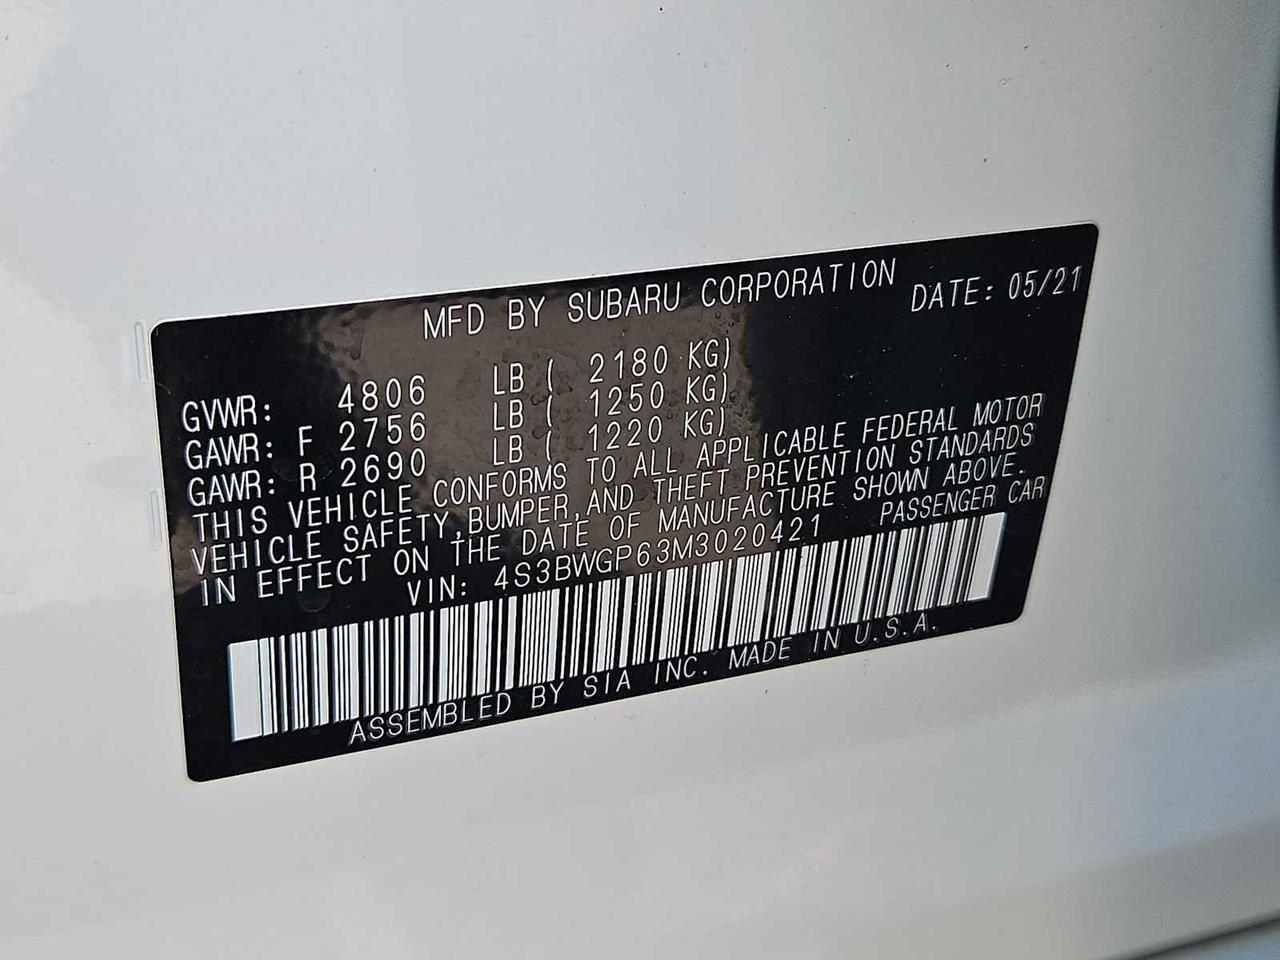 MFD BY SUBARU CORPORATION DATE: 05/21
GVWR: 4806 LB ( 2180 KG)
GAWR: F 2756 LB ( 1250 KG)
GAWR: R 2690 LB ( 1220 KG)
THIS VEHICLE CONFORMS TO ALL APPLICABLE FEDERAL MOTOR
VEHICLE SAFETY,BUMPER,AND THEFT PREVENTION STANDARDS
IN EFFECT ON THE DATE OF MANUFACTURE SHOWN ABOVE.
VIN: 4S3BWGP63M3020421 PASSENGER CAR
ASSEMBLED BY SIA INC. MADE IN U.S.A.